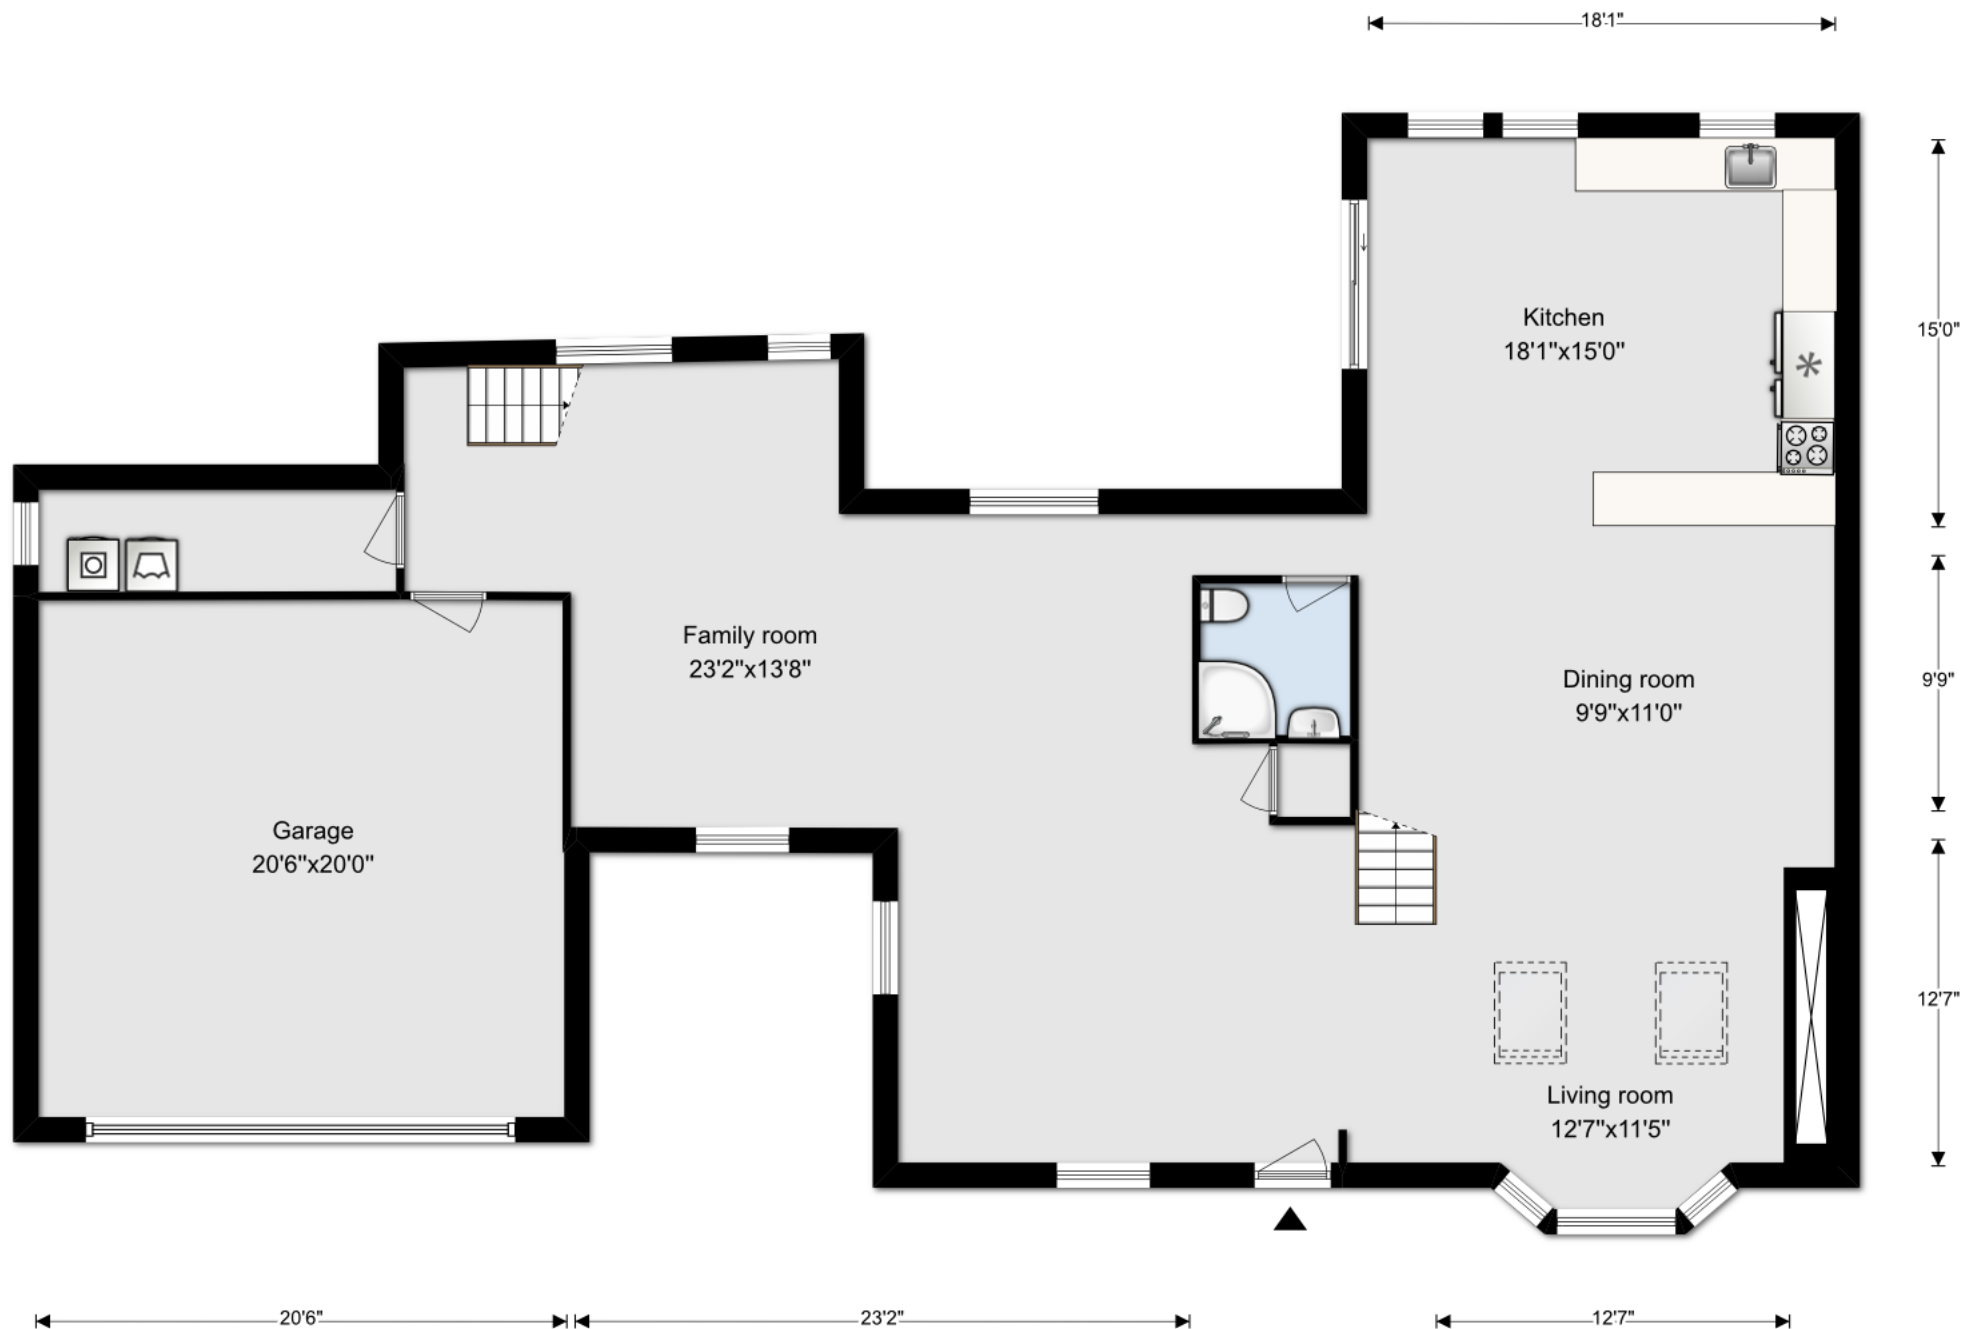 18'1"
Kitchen
18'1"x15'0"
15'0"
Family room
23'2"x13'8"
Dining room
9'9"x11'0"
9'9"
Garage
20'6"x20'0"
12'7"
Living room
12'7"x11'5"
20'6"
23'2"
12'7"